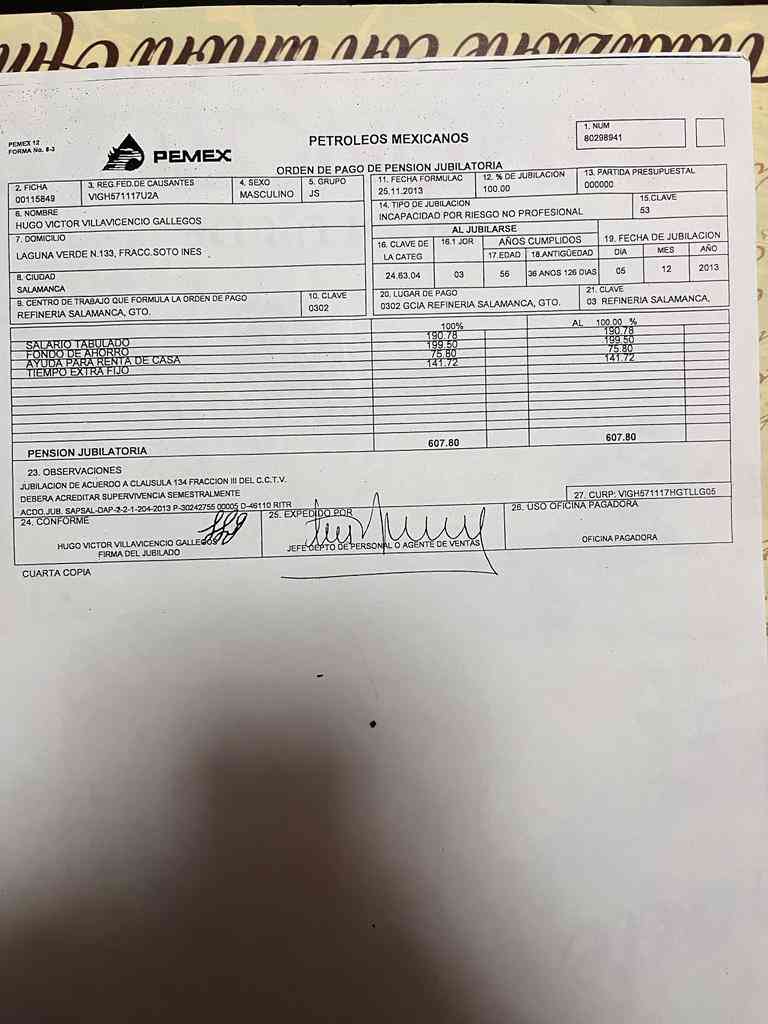 PEMEX 12
FORMA No. 8-3
PEMEX
PETROLEOS MEXICANOS
ORDEN DE PAGO DE PENSION JUBILATORIA
1. NUM
80298941
2. FICHA
00115849
3. REG.FED.DE CAUSANTES
VIGH571117U2A
4. SEXO
MASCULINO
5. GRUPO
JS
11. FECHA FORMULAC
25,11.2013
12. % DE JUBILACION
100.00
13. PARTIDA PRESUPUESTAL
000000
6. NOMBRE
HUGO VICTOR VILLAVICENCIO GALLEGOS
14. TIPO DE JUBILACION
INCAPACIDAD POR RIESGO NO PROFESIONAL
15.CLAVE
53
7. DOMICILIO
LAGUNA VERDE N.133, FRACC.SOTO INES
AL JUBILARSE
16. CLAVE DE
LA CATEG
24.63.04
16.1 JOR
03
AÑOS CUMPLIDOS
17.EDAD
56
18.ANTIGÜEDAD
36 ANOS 126 DIAS
19. FECHA DE JUBILACION
DIA
MES
AÑO
05
12
2013
8. CIUDAD
SALAMANCA
9. CENTRO DE TRABAJO QUE FORMULA LA ORDEN DE PAGO
REFINERIA SALAMANCA, GTO.
10. CLAVE
0302
20. LUGAR DE PAGO
0302 GCIA REFINERIA SALAMANCA, GTO.
21. CLAVE
03 REFINERIA SALAMANCA,
100%
AL 100.00 %
SALARIO TABULADO 190.78 190.78
FONDO DE AHORRO 199.50 199.50
AYUDA PARA RENTA DE CASA 75.80 75.80
TIEMPO EXTRA FIJO 141.72 141.72
PENSION JUBILATORIA 607.80 607.80
23. OBSERVACIONES
JUBILACION DE ACUERDO A CLAUSULA 134 FRACCION III DEL C.C.T.V.
DEBERA ACREDITAR SUPERVIVENCIA SEMESTRALMENTE
ACDO.JUB. SAPSAL-DAP-2-2-1-204-2013 P-30242755 00005 D-46110 RITR
27. CURP: VIGH571117HGTLLG05
24. CONFORME
HUGO VICTOR VILLAVICENCIO GALLEGOS
FIRMA DEL JUBILADO
25. EXPEDIDO POR
JEFE DEPTO DE PERSONAL O AGENTE DE VENTAS
26. USO OFICINA PAGADORA
OFICINA PAGADORA
CUARTA COPIA